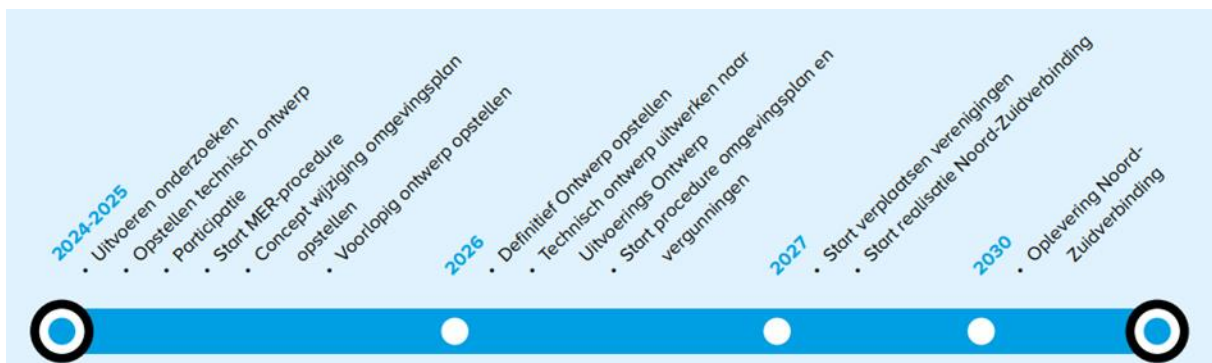 2024-2025
• Uitvoeren onderzoeken
• Opstellen technisch ontwerp
• Participatie
• Start MER-procedure
• Concept wijziging omgevingsplan
opstellen
• Voorlopig ontwerp opstellen
2026
• Definitief Ontwerp opstellen
• Technisch ontwerp uitwerken naar
Uitvoerings Ontwerp
• Start procedure omgevingsplan en
vergunningen
2027
• Start verplaatsen verenigingen
• Start realisatie Noord-Zuidverbinding
2030
• Oplevering Noord-
Zuidverbinding